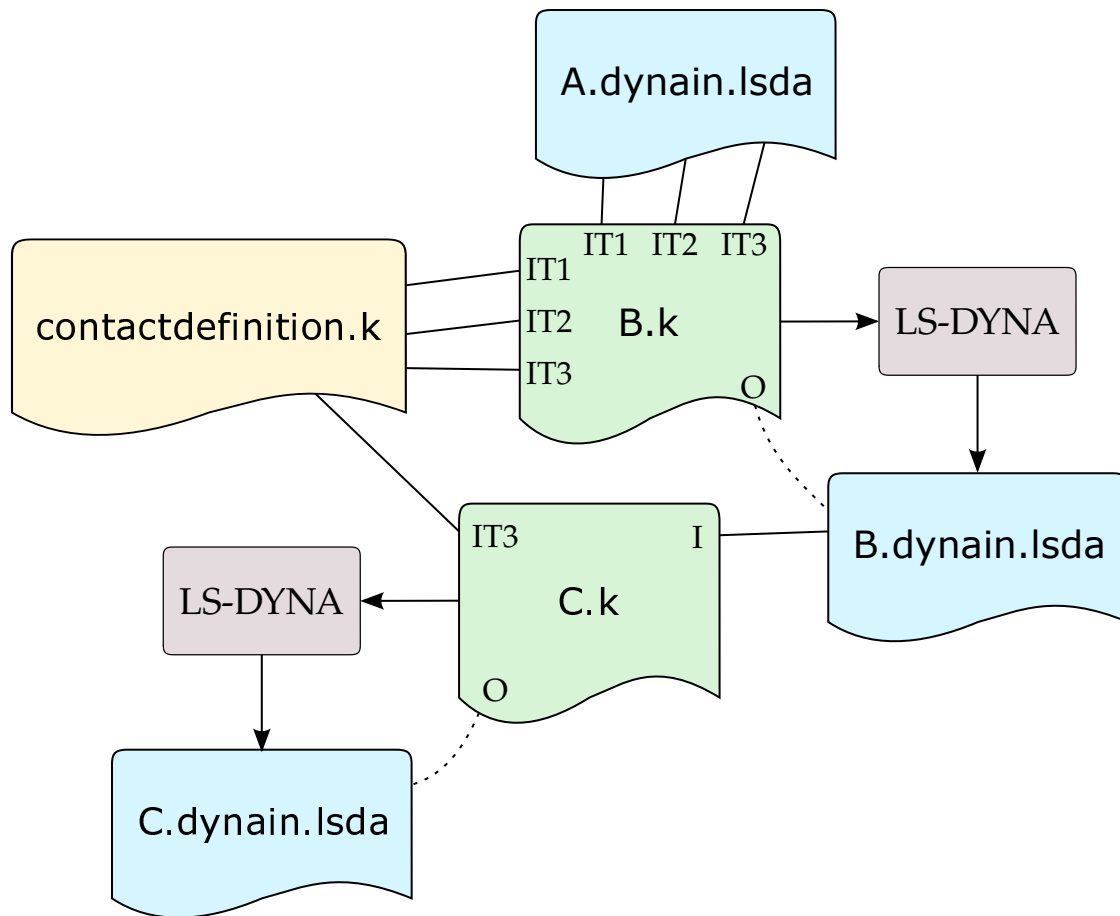 A.dynain.lsda
IT1 IT2 IT3
IT1
contactdefinition.k
IT2
B.k
LS-DYNA
IT3
O
IT3
I
B.dynain.lsda
LS-DYNA
C.k
O
C.dynain.lsda